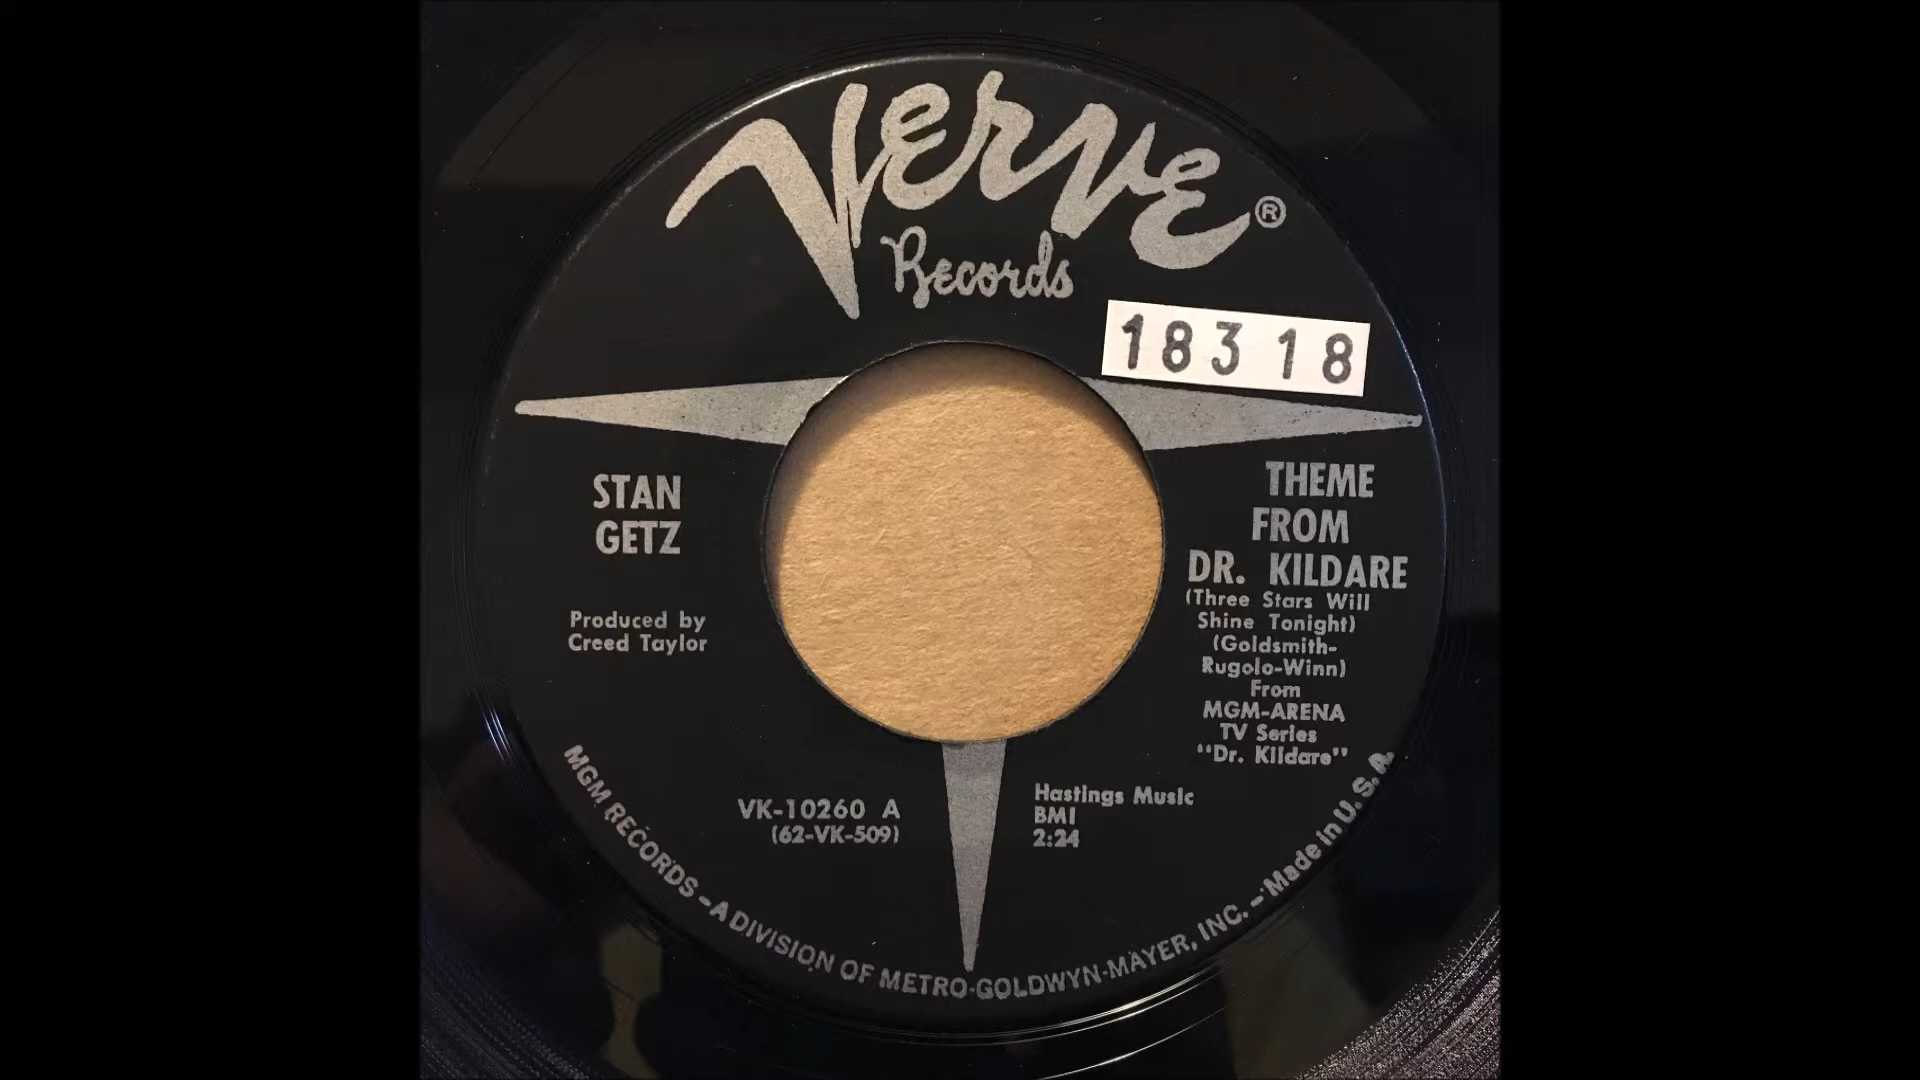 Verve ®
Records
18318
STAN
GETZ
Produced by
Creed Taylor
THEME
FROM
DR. KILDARE
(Three Stars Will
Shine Tonight)
(Goldsmith-
Rugolo-Winn)
From
MGM-ARENA
TV Series
"Dr. Kildare"
VK-10260 A
(62-VK-509)
Hastings Music
BMI
2:24
MGM RECORDS - A DIVISION OF METRO-GOLDWYN-MAYER, INC. - Made in U.S.A.